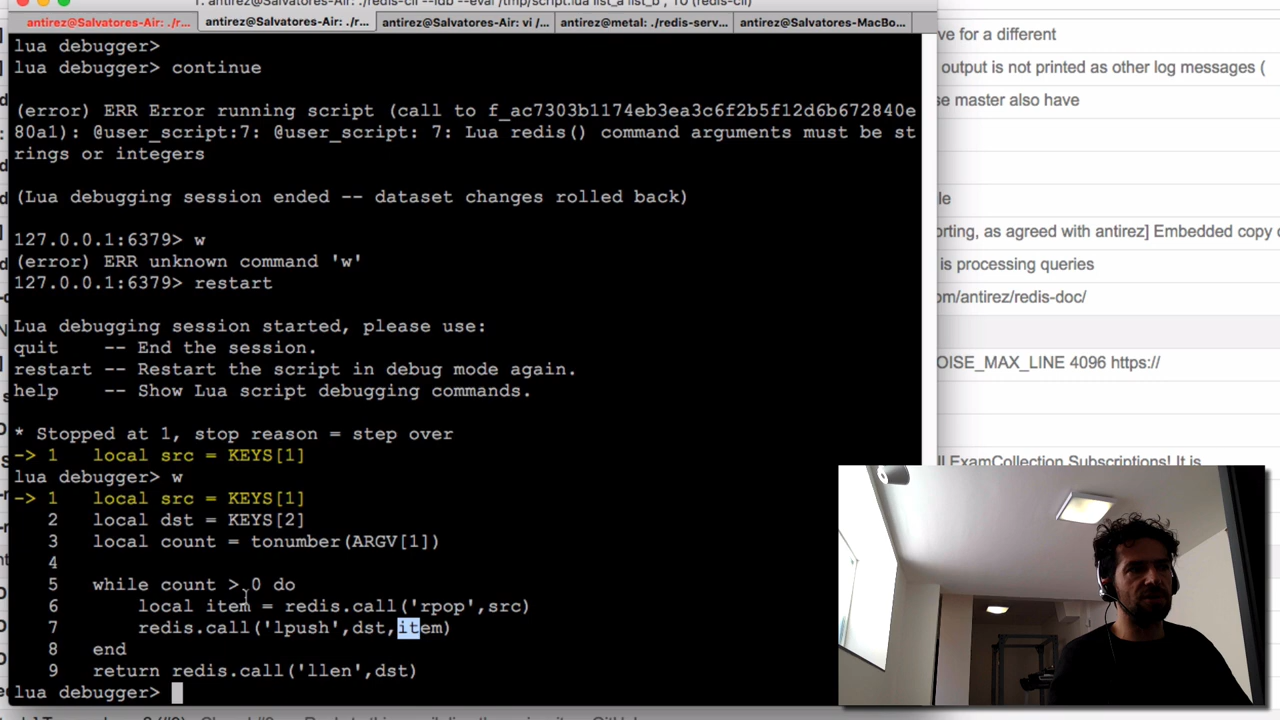 1. antirez@Salvatores-Air: ./redis-cli --ldb --eval /tmp/script.lua list_a list_b , 10 (redis-cli)
antirez@Salvatores-Air: ./r...
antirez@Salvatores-Air: ./r...
antirez@Salvatores-Air: vi /...
antirez@metal: ./redis-serv...
antirez@Salvatores-MacBo...
lua debugger>
lua debugger> continue
(error) ERR Error running script (call to f_ac7303b1174eb3ea3c6f2b5f12d6b672840e
80a1): @user_script:7: @user_script: 7: Lua redis() command arguments must be st
rings or integers
(Lua debugging session ended -- dataset changes rolled back)
127.0.0.1:6379> w
(error) ERR unknown command 'w'
127.0.0.1:6379> restart
Lua debugging session started, please use:
quit    -- End the session.
restart -- Restart the script in debug mode again.
help    -- Show Lua script debugging commands.
* Stopped at 1, stop reason = step over
-> 1   local src = KEYS[1]
lua debugger> w
-> 1   local src = KEYS[1]
2   local dst = KEYS[2]
3   local count = tonumber(ARGV[1])
4
5   while count > 0 do
6       local item = redis.call('rpop',src)
7       redis.call('lpush',dst,item)
8   end
9   return redis.call('llen',dst)
lua debugger>
ve for a different
output is not printed as other log messages (
se master also have
le
orting, as agreed with antirez] Embedded copy
is processing queries
om/antirez/redis-doc/
OISE_MAX_LINE 4096 https://
ExamCollection Subscriptions! It is